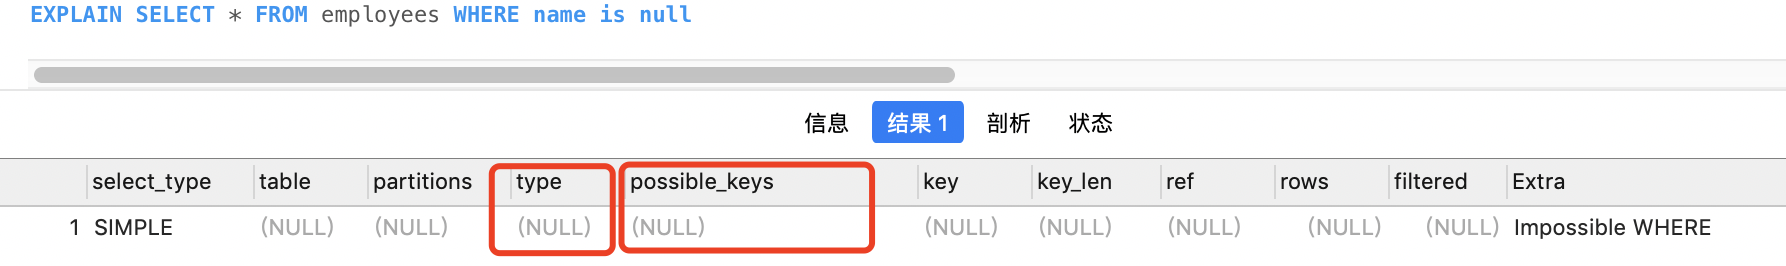 EXPLAIN SELECT * FROM employees WHERE name is null
信息 结果 1 剖析 状态
select_type table partitions type possible_keys key key_len ref rows filtered Extra
1 SIMPLE (NULL) (NULL) (NULL) (NULL) (NULL) (NULL) (NULL) (NULL) (NULL) Impossible WHERE